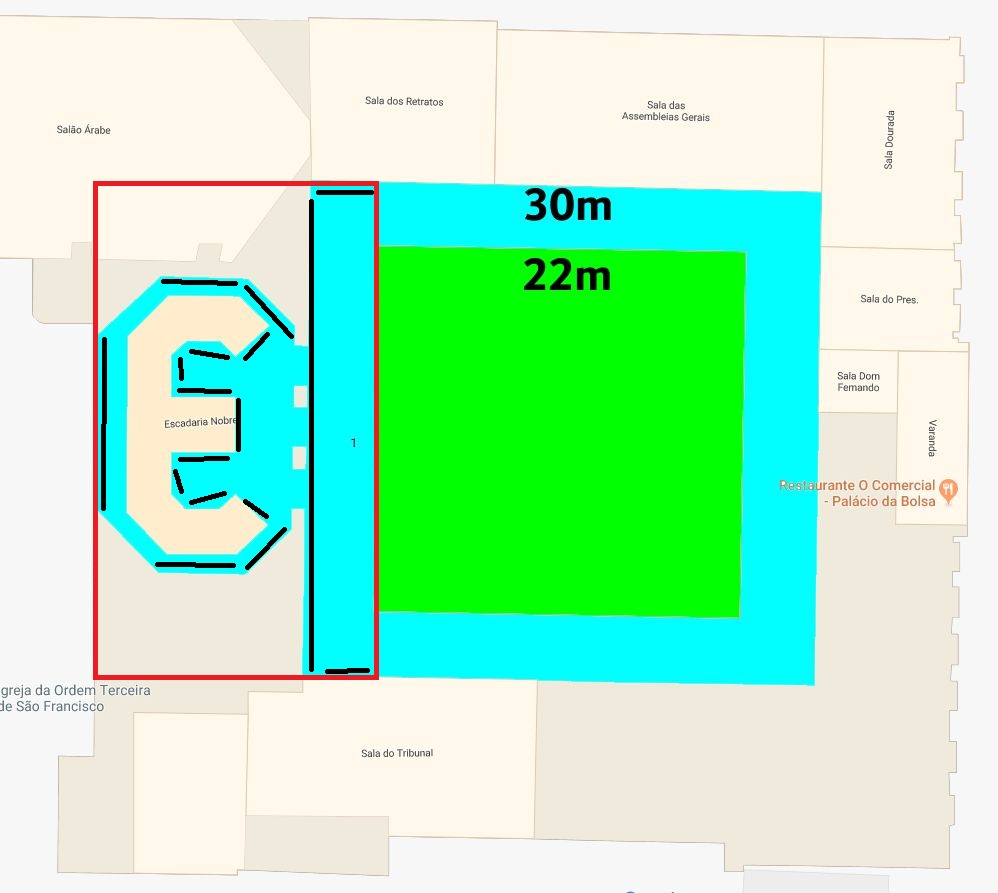 Sala dos Retratos
Sala das
Assembleias Gerais
Salão Árabe
Sala Dourada
30m
22m
Sala do Pres.
Sala Dom
Fernando
Escadaria Nobre
1
Varanda
Restaurante O Comercial
- Palácio da Bolsa
greja da Ordem Terceira
de São Francisco
Sala do Tribunal